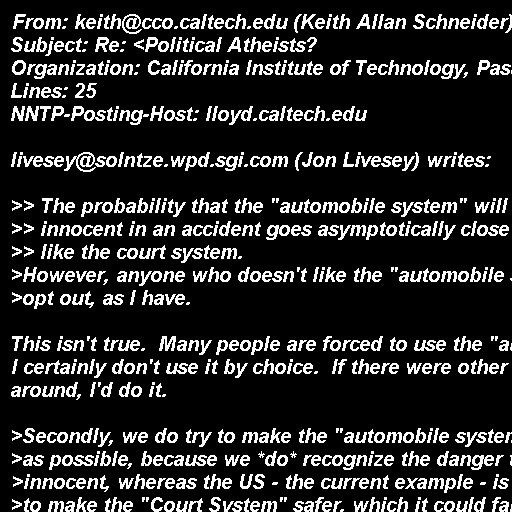 From: keith@cco.caltech.edu (Keith Allan Schneider)
Subject: Re: <Political Atheists?
Organization: California Institute of Technology, Pas
Lines: 25
NNTP-Posting-Host: lloyd.caltech.edu

livesey@solntze.wpd.sgi.com (Jon Livesey) writes:

>> The probability that the "automobile system" will
>> innocent in an accident goes asymptotically close
>> like the court system.
>However, anyone who doesn't like the "automobile
>opt out, as I have.

This isn't true.  Many people are forced to use the "a
I certainly don't use it by choice.  If there were other
around, I'd do it.

>Secondly, we do try to make the "automobile system
>as possible, because we *do* recognize the danger
>innocent, whereas the US - the current example - is
>to make the "Court System" safer, which it could